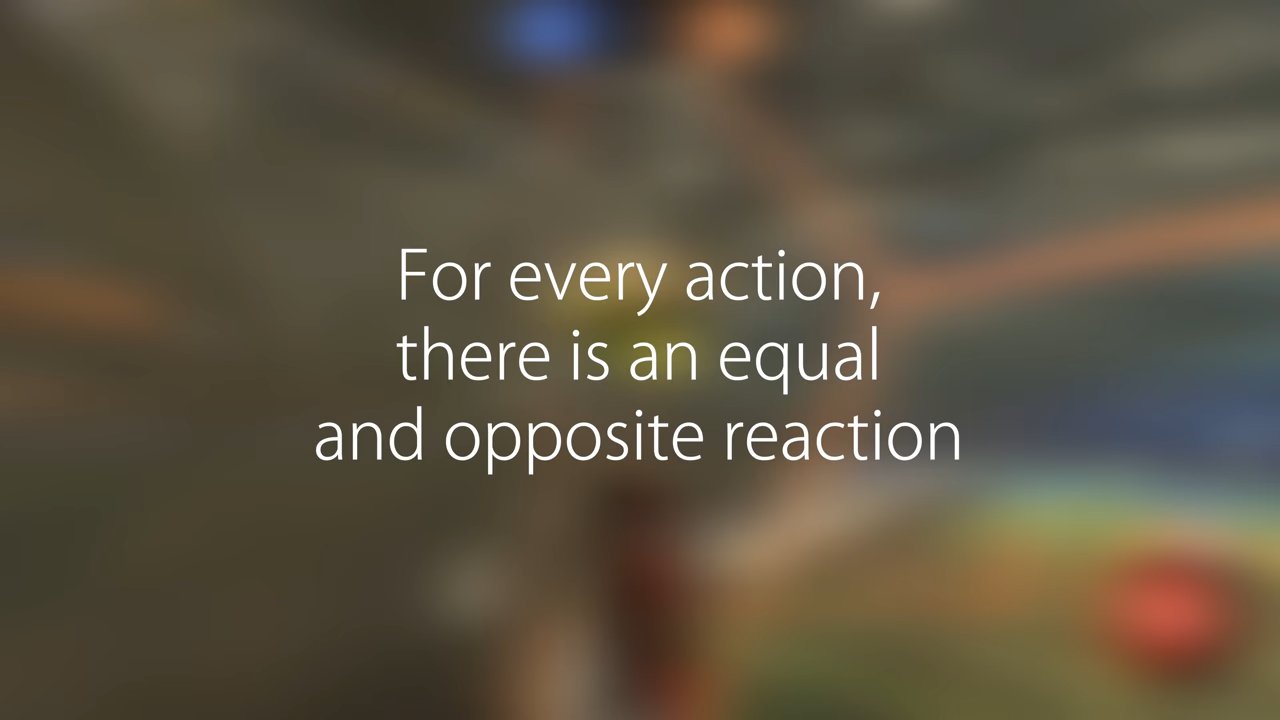 For every action,
there is an equal
and opposite reaction